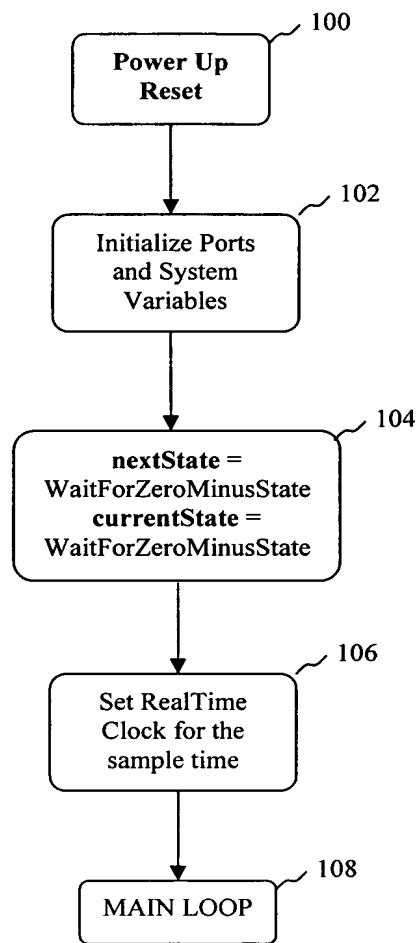 100
Power Up
Reset
102
Initialize Ports
and System
Variables
104
nextState =
WaitForZeroMinusState
currentState =
WaitForZeroMinusState
106
Set RealTime
Clock for the
sample time
108
MAIN LOOP